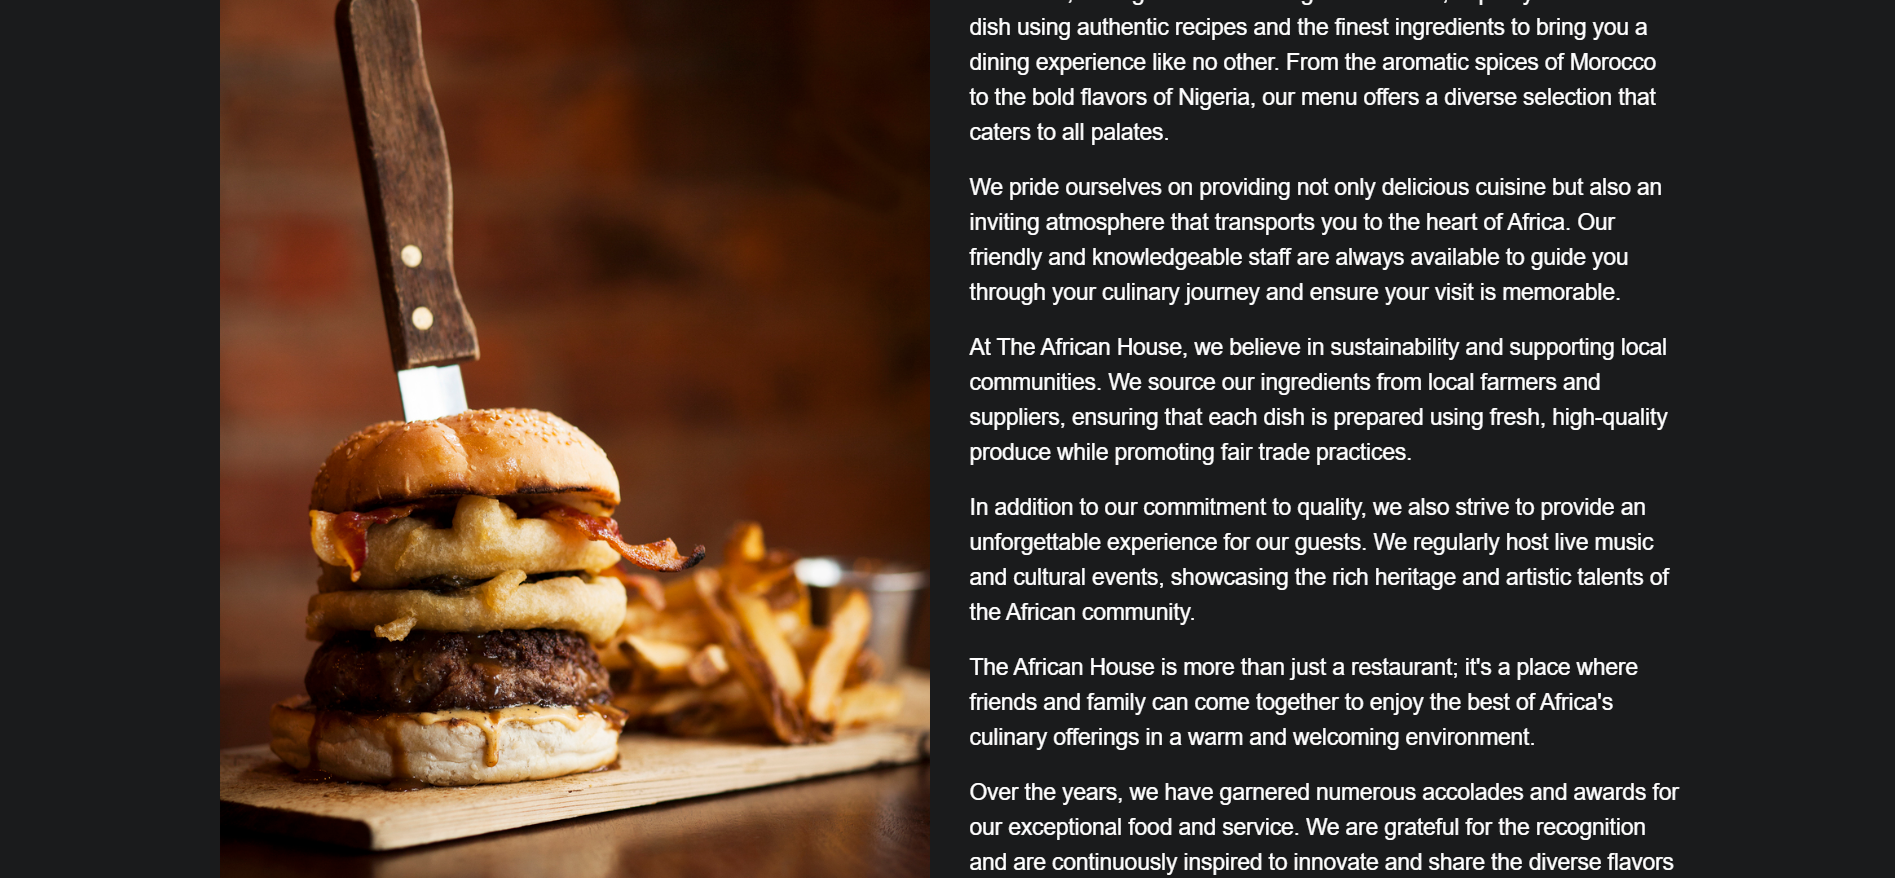 dish using authentic recipes and the finest ingredients to bring you a
dining experience like no other. From the aromatic spices of Morocco
to the bold flavors of Nigeria, our menu offers a diverse selection that
caters to all palates.
We pride ourselves on providing not only delicious cuisine but also an
inviting atmosphere that transports you to the heart of Africa. Our
friendly and knowledgeable staff are always available to guide you
through your culinary journey and ensure your visit is memorable.
At The African House, we believe in sustainability and supporting local
communities. We source our ingredients from local farmers and
suppliers, ensuring that each dish is prepared using fresh, high-quality
produce while promoting fair trade practices.
In addition to our commitment to quality, we also strive to provide an
unforgettable experience for our guests. We regularly host live music
and cultural events, showcasing the rich heritage and artistic talents of
the African community.
The African House is more than just a restaurant; it's a place where
friends and family can come together to enjoy the best of Africa's
culinary offerings in a warm and welcoming environment.
Over the years, we have garnered numerous accolades and awards for
our exceptional food and service. We are grateful for the recognition
and are continuously inspired to innovate and share the diverse flavors